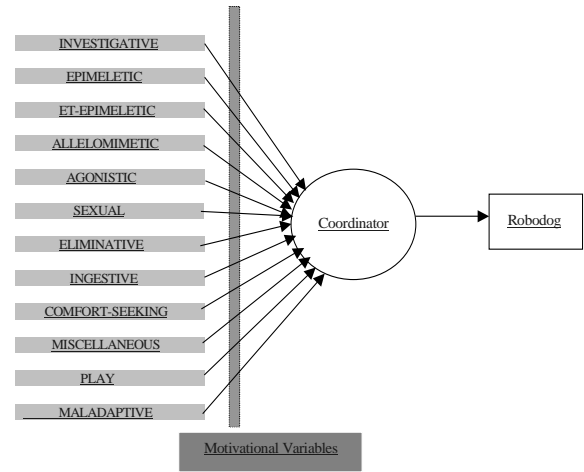 INVESTIGATIVE
EPIMELETIC
ET-EPIMELETIC
ALLELOMIMETIC
AGONISTIC
SEXUAL
ELIMINATIVE
INGESTIVE
COMFORT-SEEKING
MISCELLANEOUS
PLAY
MALADAPTIVE
Coordinator
Robodog
Motivational Variables